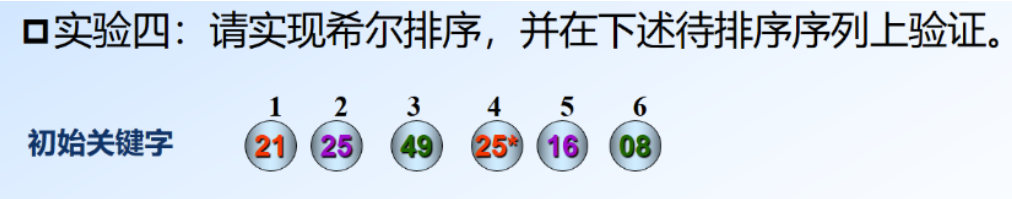 实验四：请实现希尔排序，并在下述待排序序列上验证。
1 2 3 4 5 6
初始关键字 21 25 49 25* 16 08